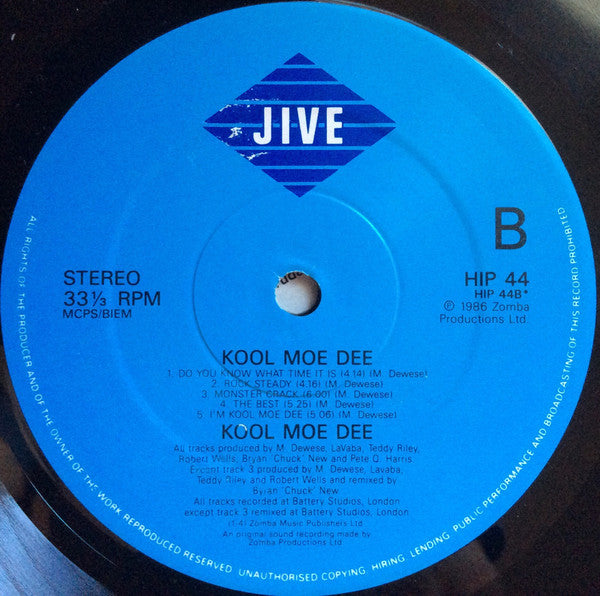 JIVE
B
STEREO
33⅓ RPM
MCPS/BIEM
HIP 44
HIP 44B*
℗ 1986 Zomba
Productions Ltd.
KOOL MOE DEE
1. DO YOU KNOW WHAT TIME IT IS (4.14) (M. Dewese)
2. ROCK STEADY (4.16) (M. Dewese)
3. MONSTER CRACK (6.00) (M. Dewese)
4. THE BEST (5.25) (M. Dewese)
5. I'M KOOL MOE DEE (5.06) (M. Dewese)
KOOL MOE DEE
All tracks produced by M. Dewese, LaVaba, Teddy Riley,
Robert Wells, Bryan 'Chuck' New and Pete Q. Harris.
Except track 3 produced by M. Dewese, Lavaba,
Teddy Riley and Robert Wells and remixed by
Byran 'Chuck' New
All tracks recorded at Battery Studios, London
except track 3 remixed at Battery Studios, London
(1-4) Zomba Music Publishers Ltd
An original sound recording made by
Zomba Productions Ltd
ALL RIGHTS OF THE PRODUCER AND OF THE OWNER OF THE WORK REPRODUCED RESERVED. UNAUTHORISED COPYING, HIRING, LENDING, PUBLIC PERFORMANCE AND BROADCASTING OF THIS RECORD PROHIBITED